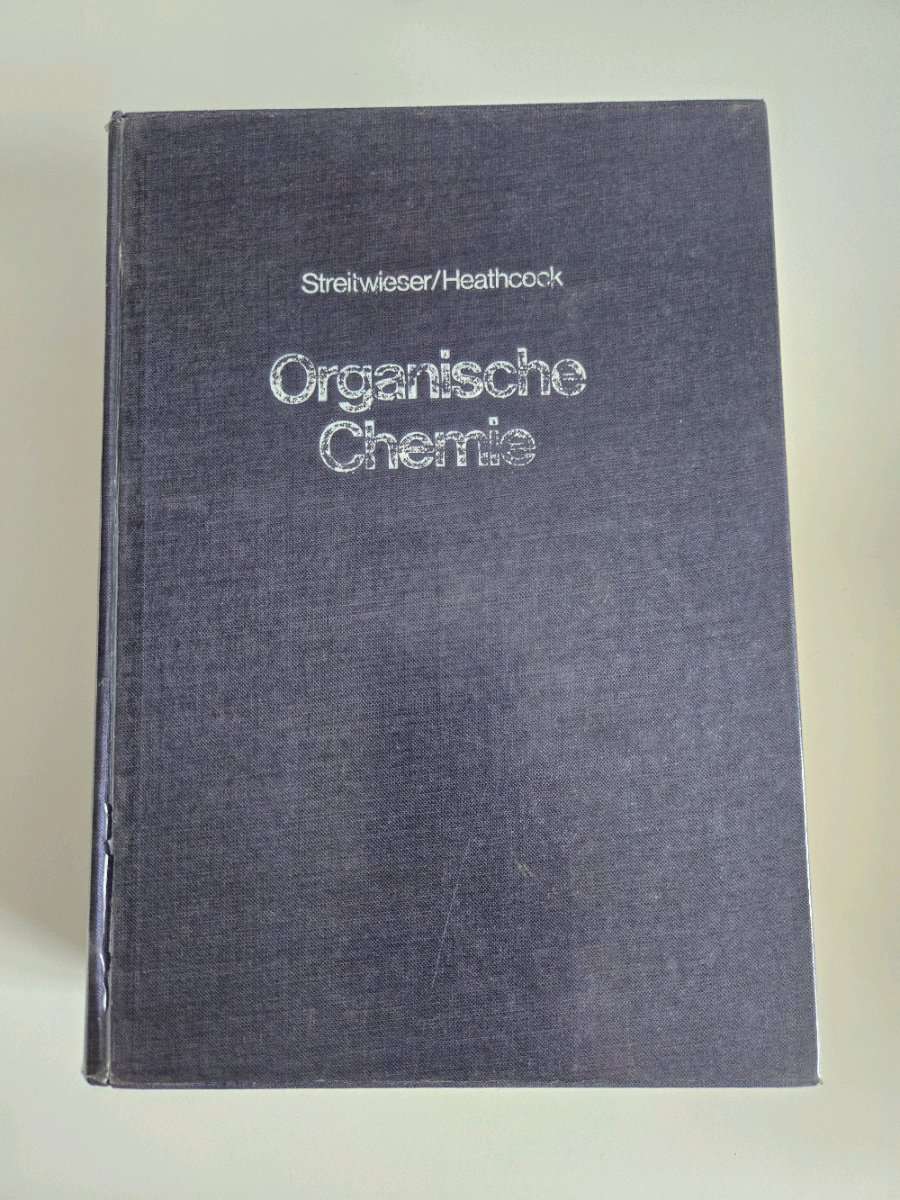 Streitwieser/Heathcock
Organische
Chemie